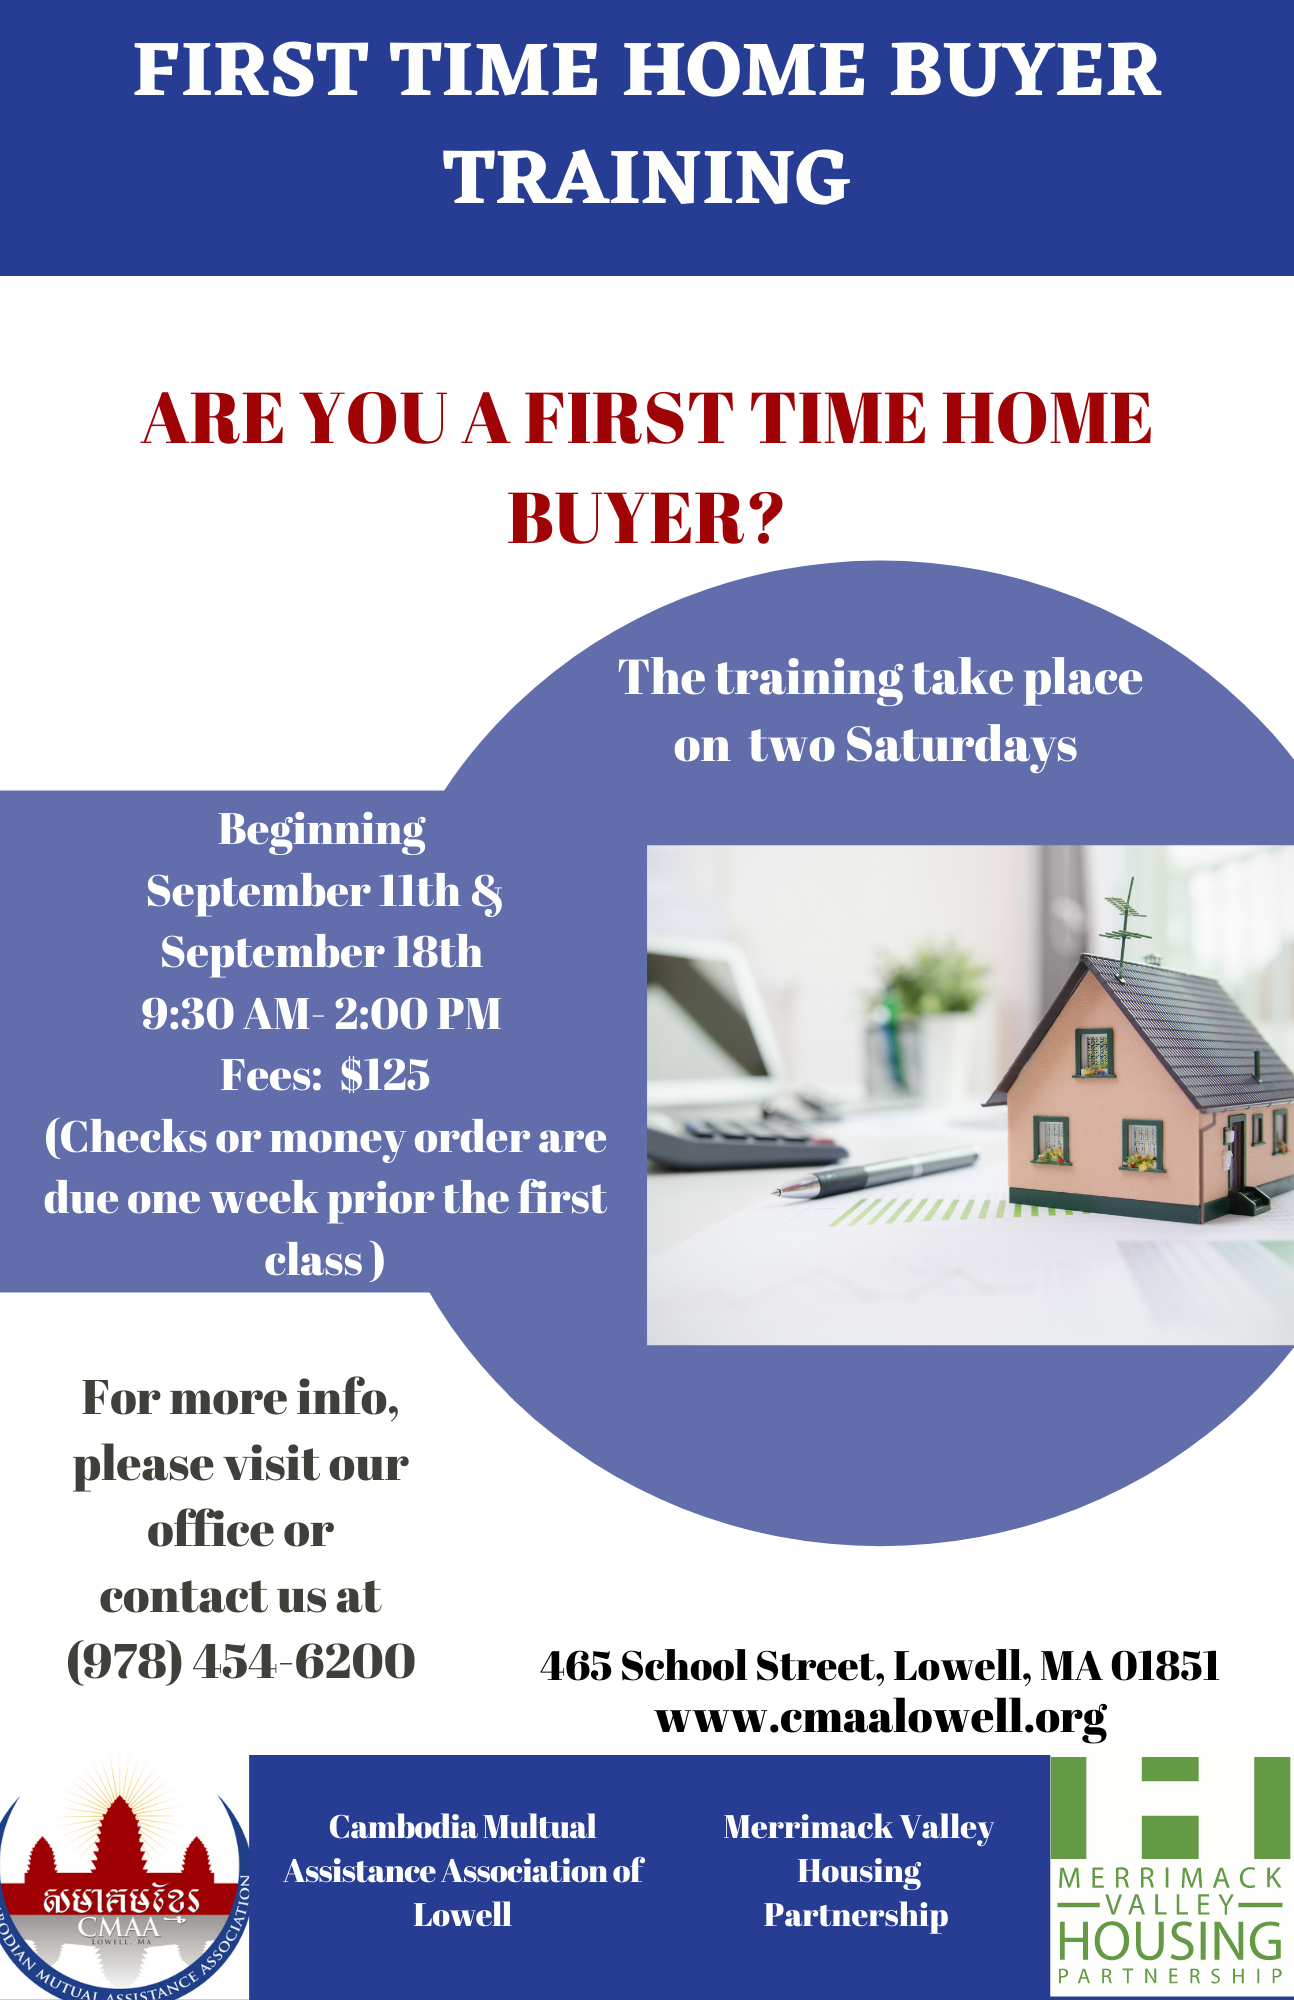 FIRST TIME HOME BUYER
TRAINING
ARE YOU A FIRST TIME HOME
BUYER?
The training take place
on two Saturdays
Beginning
September 11th &
September 18th
9:30 AM- 2:00 PM
Fees: $125
(Checks or money order are
due one week prior the first
class )
For more info,
please visit our
office or
contact us at
(978) 454-6200
465 School Street, Lowell, MA 01851
www.cmaalowell.org
សមាគមខ្មែរ
CMAA
LOWELL, MA
MUTUAL ASSISTANCE ASSOCIATION
Cambodia Multual
Assistance Association of
Lowell
Merrimack Valley
Housing
Partnership
MERRIMACK
VALLEY
HOUSING
PARTNERSHIP